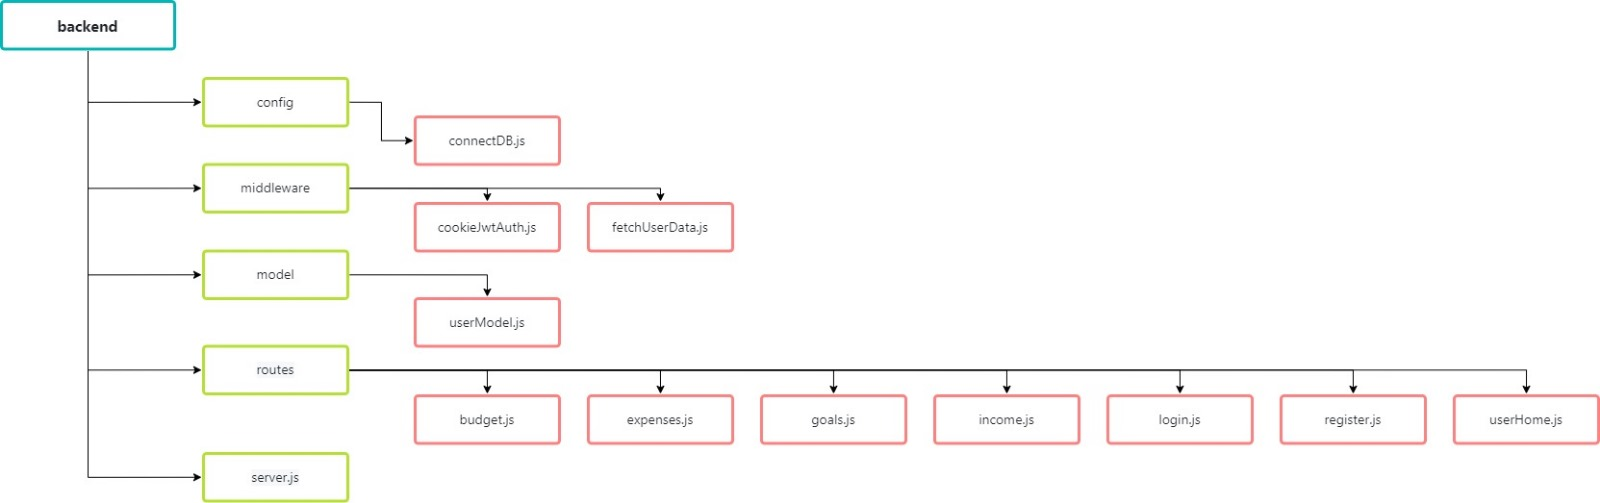 backend
config
connectDB.js
middleware
cookieJwtAuth.js
fetchUserData.js
model
userModel.js
routes
budget.js
expenses.js
goals.js
income.js
login.js
register.js
userHome.js
server.js